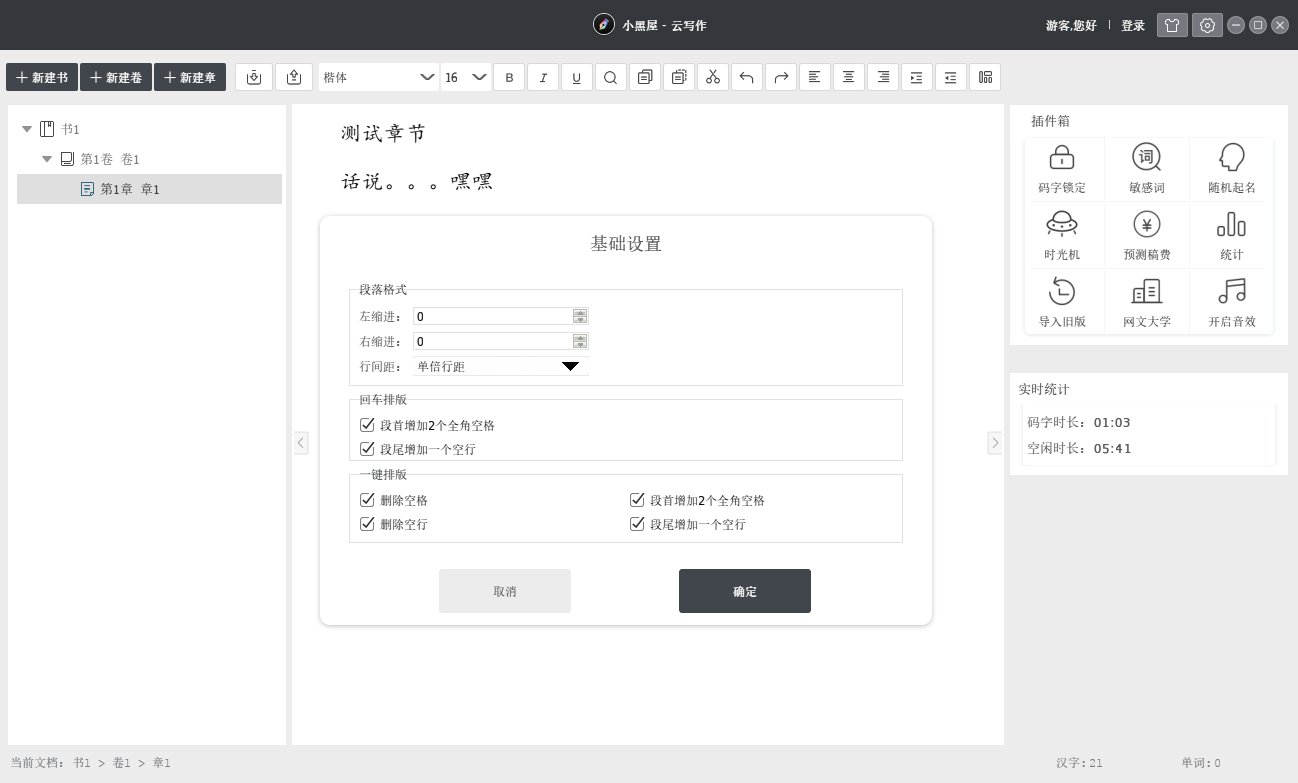 小黑屋 - 云写作
游客,您好 登录
新建书 新建卷 新建章 楷体 16 B I U
书1
第1卷 卷1
第1章 章1
测试章节
话说。。。嘿嘿
基础设置
段落格式
左缩进： 0
右缩进： 0
行间距： 单倍行距
回车排版
段首增加2个全角空格
段尾增加一个空行
一键排版
删除空格 段首增加2个全角空格
删除空行 段尾增加一个空行
取消 确定
插件箱
词
码字锁定 敏感词 随机起名
¥
时光机 预测稿费 统计
导入旧版 网文大学 开启音效
实时统计
码字时长：01:03
空闲时长：05:41
当前文档：书1 > 卷1 > 章1
汉字：21 单词：0